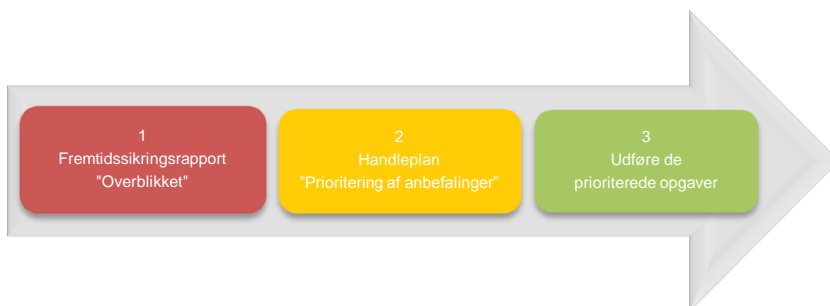 1
Fremtidssikringsrapport
"Overblikket"
2
Handleplan
"Prioritering af anbefalinger”
3
Udføre de
prioriterede opgaver